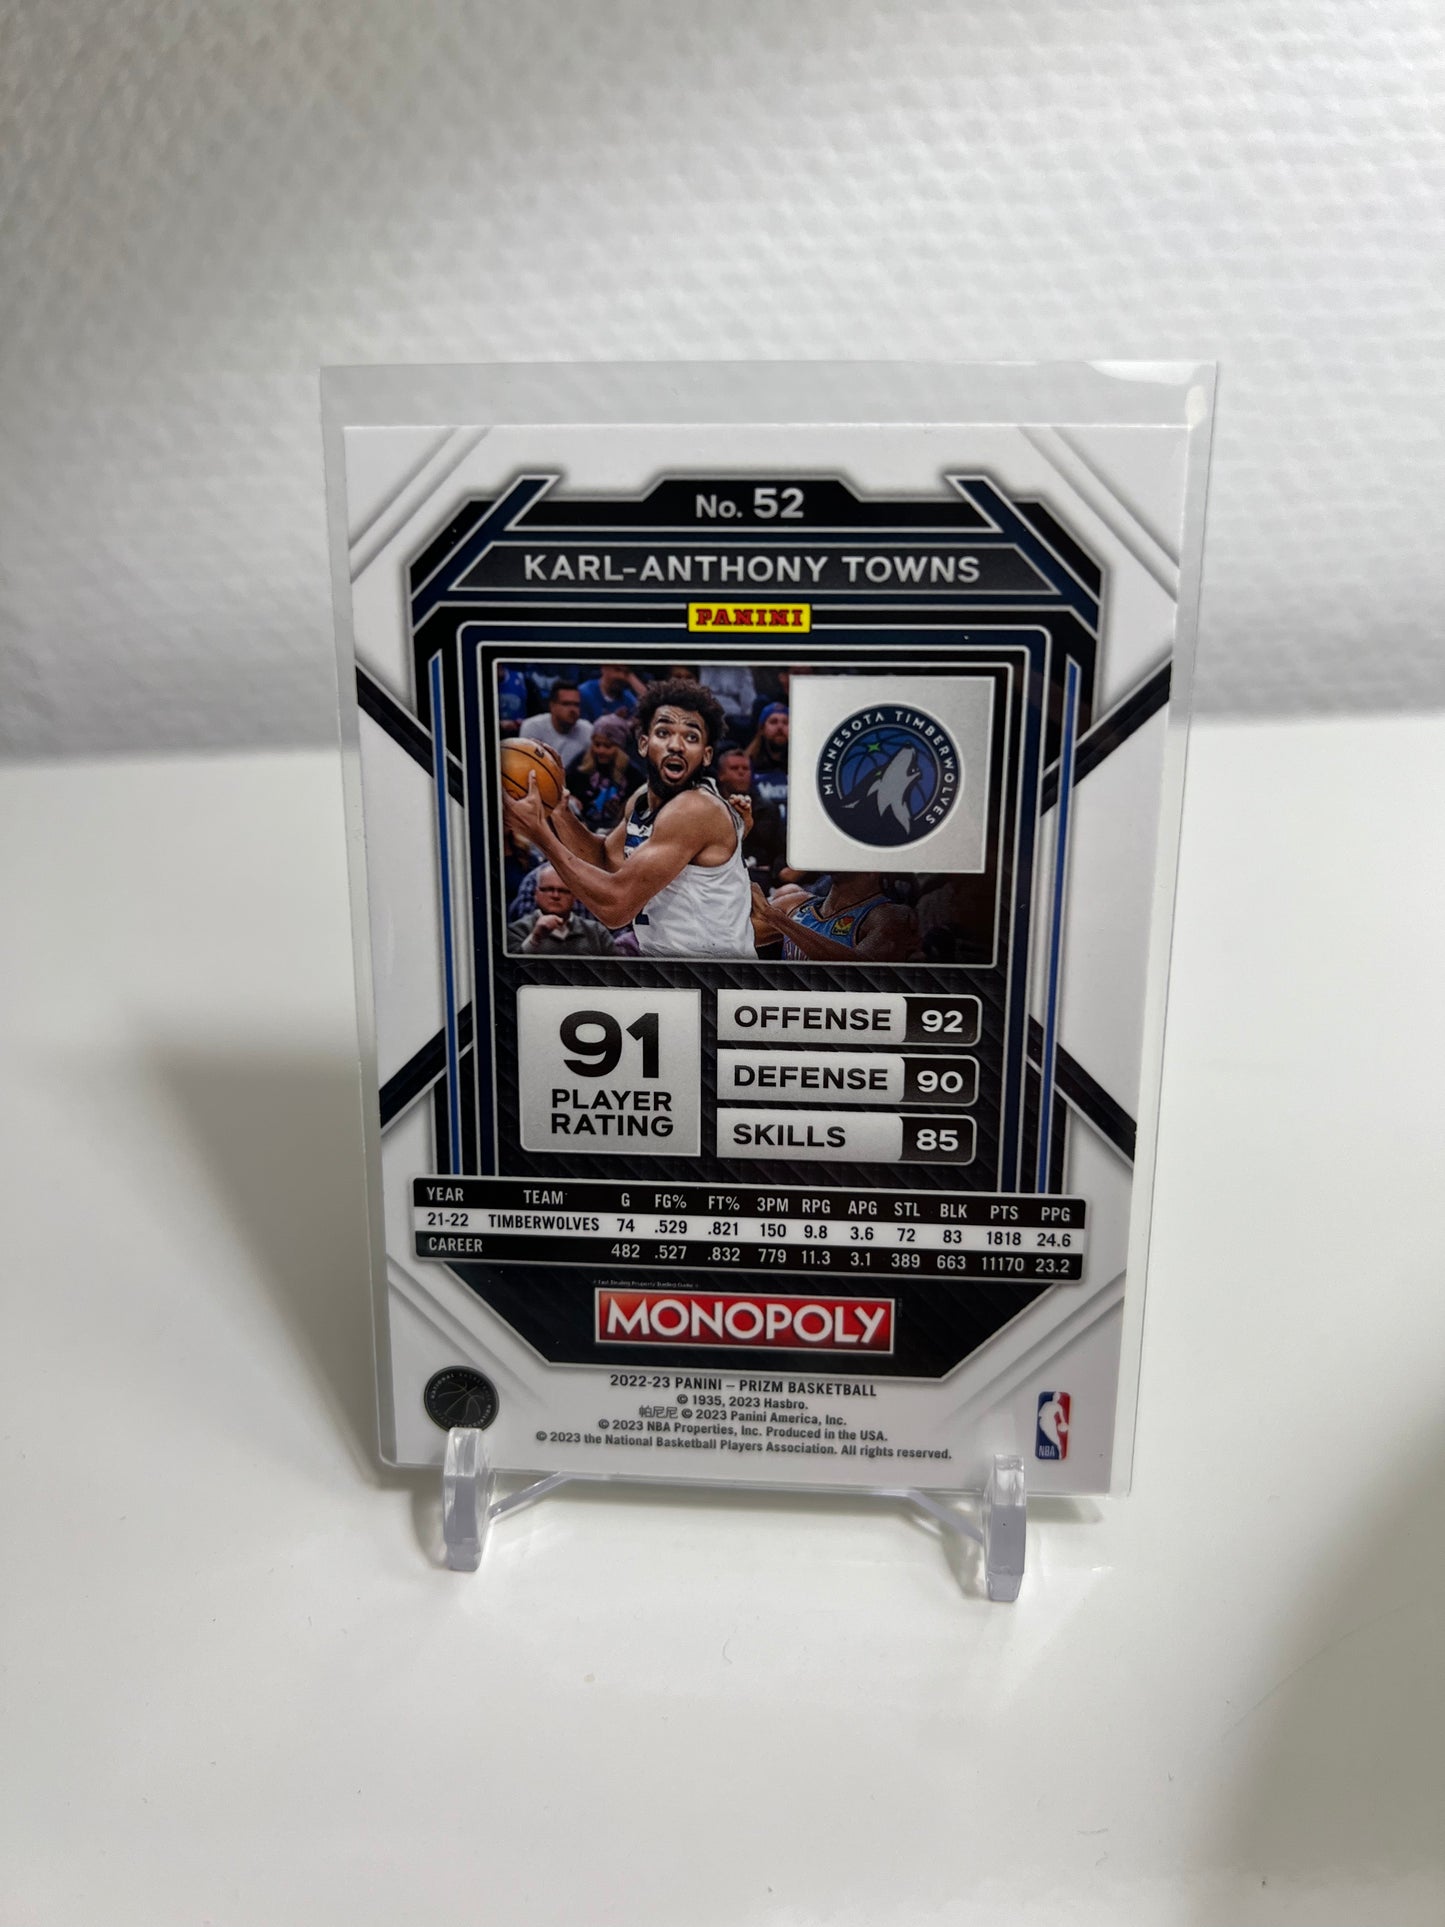 No. 52
KARL-ANTHONY TOWNS
PANINI
MINNESOTA TIMBERWOLVES
91
PLAYER
RATING
OFFENSE 92
DEFENSE 90
SKILLS 85
YEAR TEAM G FG% FT% 3PM RPG APG STL BLK PTS PPG
21-22 TIMBERWOLVES 74 .529 .821 150 9.8 3.6 72 83 1818 24.6
CAREER 482 .527 .832 779 11.3 3.1 389 663 11170 23.2
MONOPOLY
2022-23 PANINI – PRIZM BASKETBALL
© 1935, 2023 Hasbro.
帕尼尼 © 2023 Panini America, Inc.
© 2023 NBA Properties, Inc. Produced in the USA.
© 2023 the National Basketball Players Association. All rights reserved.
NBA